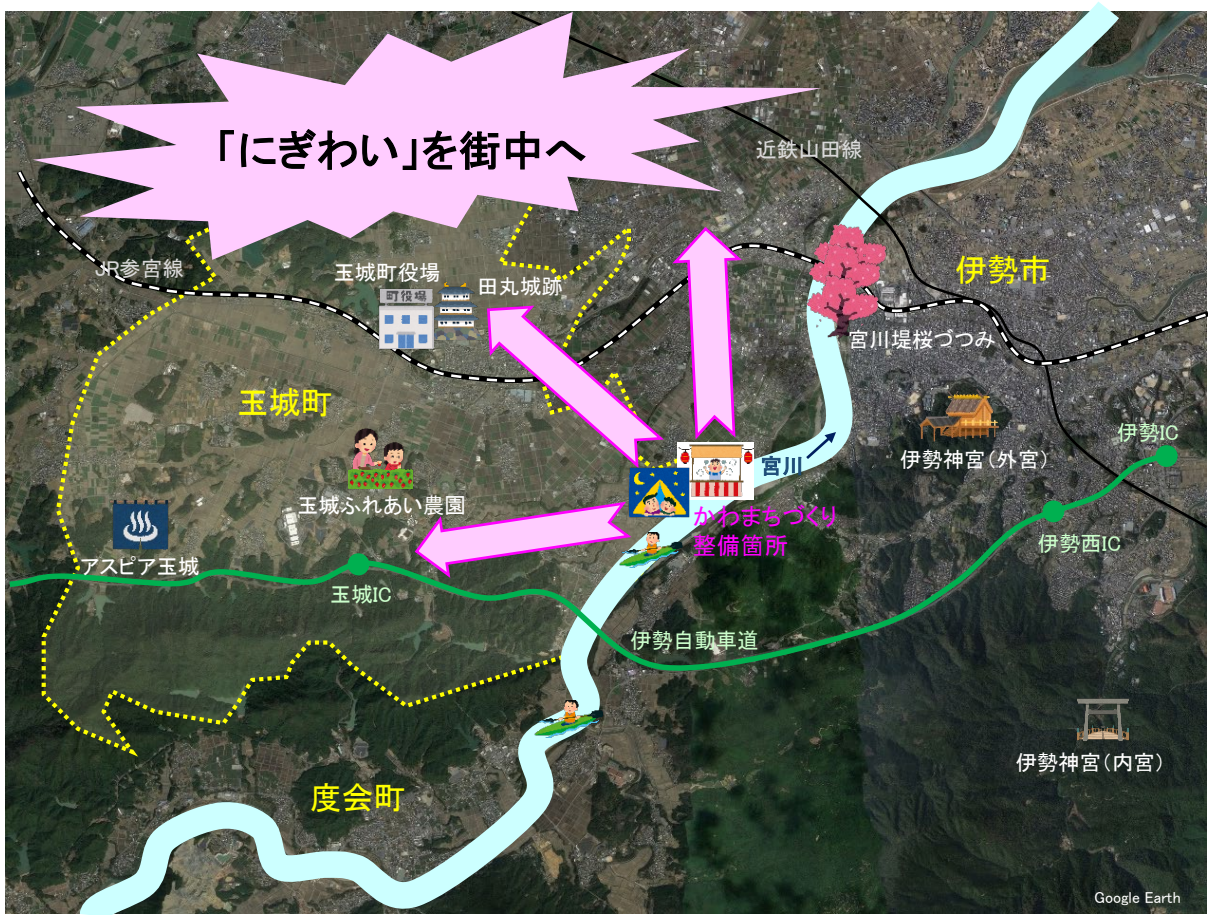 「にぎわい」を街中へ
近鉄山田線
JR参宮線
玉城町役場
田丸城跡
町役場
伊勢市
宮川堤桜づつみ
玉城町
伊勢IC
宮川
伊勢神宮(外宮)
玉城ふれあい農園
かわまちづくり
整備箇所
伊勢西IC
アスピア玉城
玉城IC
伊勢自動車道
伊勢神宮(内宮)
度会町
Google Earth